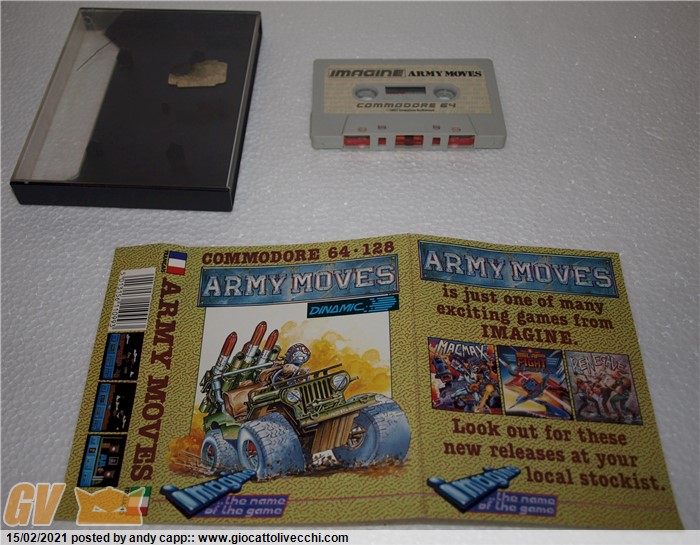 IMAGINE ARMY MOVES
COMMODORE 64
FRANÇAIS
ARMY MOVES
COMMODORE 64·128
ARMY MOVES
DINAMIC
Imagine
...the name
of the game
ARMY MOVES
is just one of many
exciting games from
IMAGINE.
MAGMAX
RENEGADE
Look out for these
new releases at your
local stockist.
Imagine
...the name
of the game
GV
15/02/2021 posted by andy capp:: www.giocattolivecchi.com